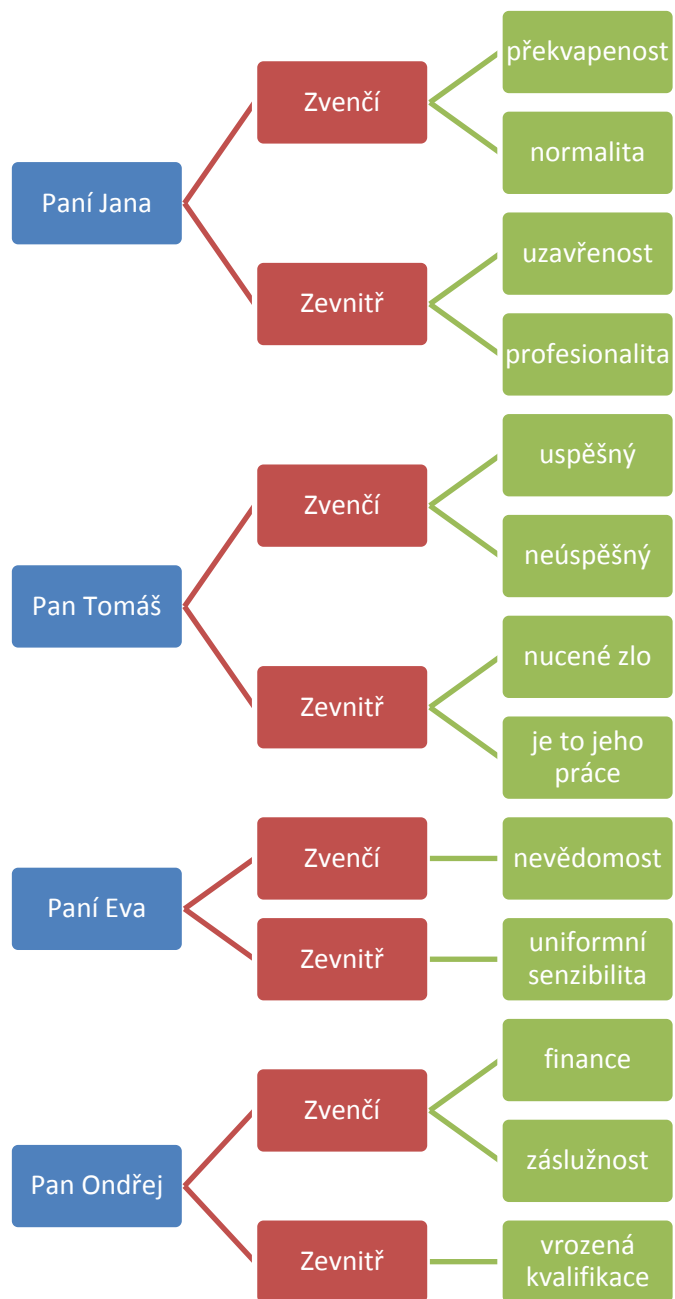 Paní Jana
Zvenčí
překvapenost
normalita
Zevnitř
uzavřenost
profesionalita
Pan Tomáš
Zvenčí
uspěšný
neúspěšný
Zevnitř
nucené zlo
je to jeho
práce
Paní Eva
Zvenčí
nevědomost
Zevnitř
uniformní
senzibilita
Pan Ondřej
Zvenčí
finance
záslužnost
Zevnitř
vrozená
kvalifikace